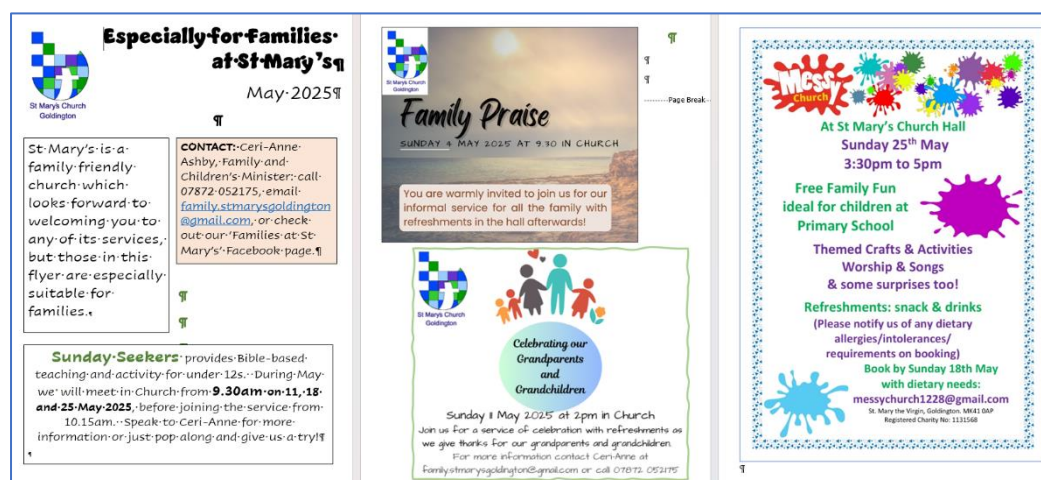 Especially for Families
at St Mary's¶
May 2025¶
St Mary's Church
Goldington
¶
St Mary's is a
family friendly
church which
looks forward to
welcoming you to
any of its services,
but those in this
flyer are especially
suitable for
families.
CONTACT: Ceri-Anne
Ashby, Family and
Children's Minister: call
07872 052175, email
family.stmarysgoldington
@gmail.com, or check
out our 'Families at St
Mary's' Facebook page.¶
¶
¶
Sunday Seekers provides Bible-based
teaching and activity for under 12s. During May
we will meet in Church from 9.30am on 11, 18
and 25 May 2025, before joining the service from
10.15am. Speak to Ceri-Anne for more
information or just pop along and give us a try!¶
¶
St Marys Church
Goldington
Family Praise
SUNDAY 4 MAY 2025 AT 9.30 IN CHURCH
You are warmly invited to join us for our
informal service for all the family with
refreshments in the hall afterwards!
¶
¶
¶
Page Break
St Marys Church
Goldington
Celebrating our
Grandparents
and
Grandchildren
Sunday 11 May 2025 at 2pm in Church
Join us for a service of celebration with refreshments as
we give thanks for our grandparents and grandchildren.
For more information contact Ceri-Anne at
family.stmarysgoldington@gmail.com or call 07872 052175
Messy
Church
At St Mary's Church Hall
Sunday 25th May
3:30pm to 5pm
Free Family Fun
ideal for children at
Primary School
Themed Crafts & Activities
Worship & Songs
& some surprises too!
Refreshments: snack & drinks
(Please notify us of any dietary
allergies/intolerances/
requirements on booking)
Book by Sunday 18th May
with dietary needs:
messychurch1228@gmail.com
St. Mary the Virgin, Goldington. MK41 0AP
Registered Charity No: 1131568
¶